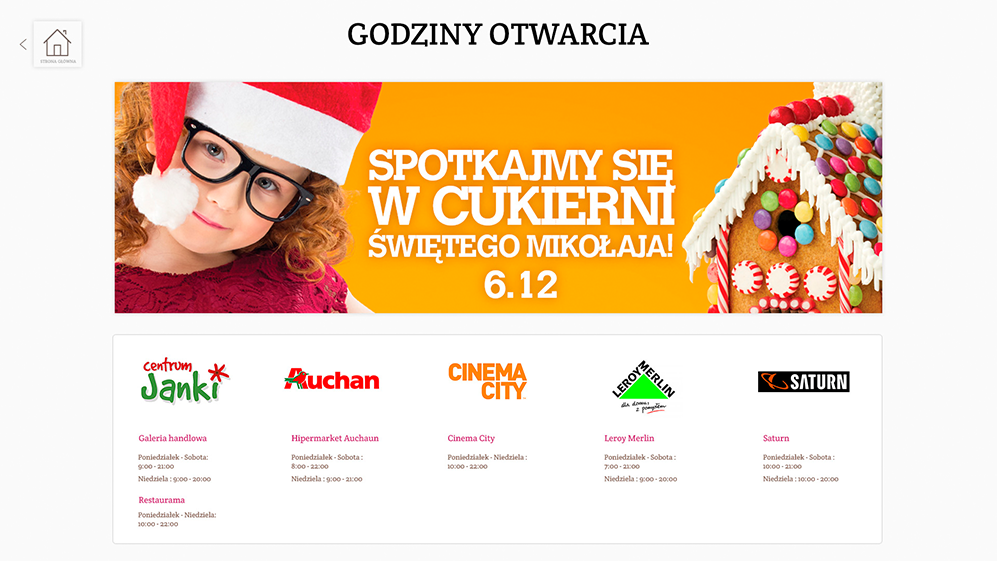 GODZINY OTWARCIA
STRONA GŁÓWNA
SPOTKAJMY SIĘ
W CUKIERNI
ŚWIĘTEGO MIKOŁAJA!
6.12
centrum
Janki
Auchan
CINEMA
CITY
LEROY MERLIN
dla domu
z pomysłem
SATURN
Galeria handlowa
Poniedziałek - Sobota:
9:00 - 21:00
Niedziela : 9:00 - 20:00
Restaurama
Poniedziałek - Niedziela:
10:00 - 22:00
Hipermarket Auchaun
Poniedziałek - Sobota :
8:00 - 22:00
Niedziela : 9:00 - 21:00
Cinema City
Poniedziałek - Niedziela :
10:00 - 22:00
Leroy Merlin
Poniedziałek - Sobota :
7:00 - 21:00
Niedziela : 9:00 - 20:00
Saturn
Poniedziałek - Sobota :
10:00 - 21:00
Niedziela : 10:00 - 20:00